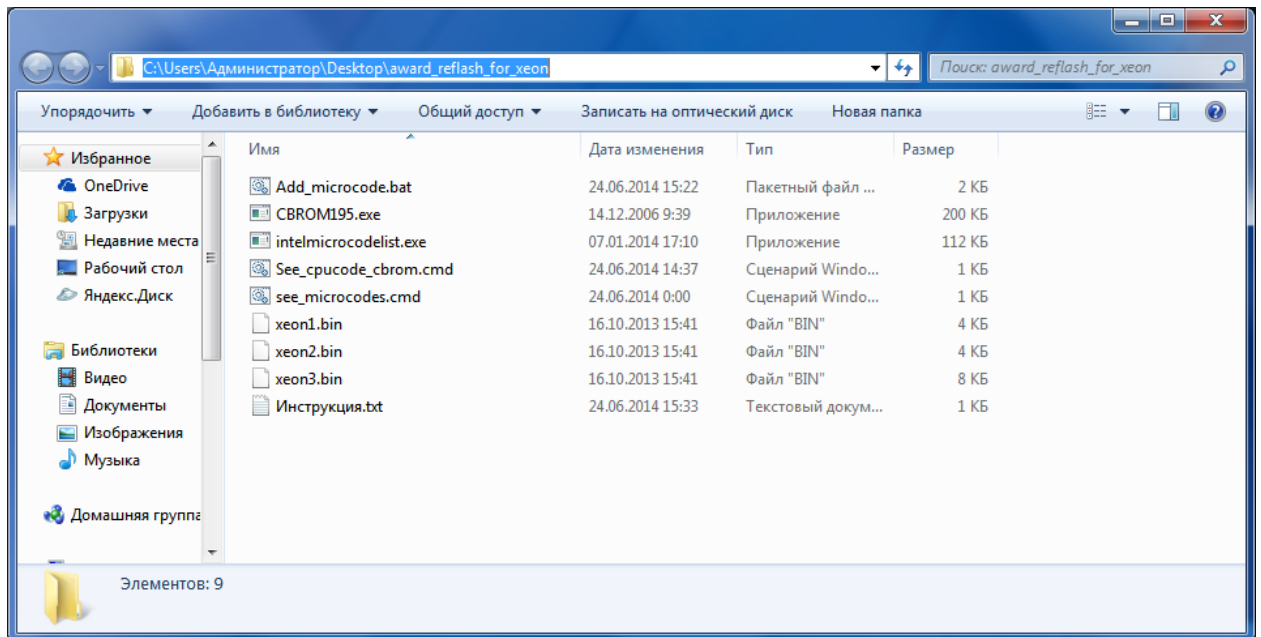 C:\Users\Администратор\Desktop\award_reflash_for_xeon
Поиск: award_reflash_for_xeon
Упорядочить Добавить в библиотеку Общий доступ Записать на оптический диск Новая папка
Избранное
OneDrive
Загрузки
Недавние места
Рабочий стол
Яндекс.Диск
Библиотеки
Видео
Документы
Изображения
Музыка
Домашняя группа
Имя Дата изменения Тип Размер
Add_microcode.bat 24.06.2014 15:22 Пакетный файл ... 2 КБ
CBROM195.exe 14.12.2006 9:39 Приложение 200 КБ
intelmicrocodelist.exe 07.01.2014 17:10 Приложение 112 КБ
See_cpucode_cbrom.cmd 24.06.2014 14:37 Сценарий Windo... 1 КБ
see_microcodes.cmd 24.06.2014 0:00 Сценарий Windo... 1 КБ
xeon1.bin 16.10.2013 15:41 Файл "BIN" 4 КБ
xeon2.bin 16.10.2013 15:41 Файл "BIN" 4 КБ
xeon3.bin 16.10.2013 15:41 Файл "BIN" 8 КБ
Инструкция.txt 24.06.2014 15:33 Текстовый докум... 1 КБ
Элементов: 9